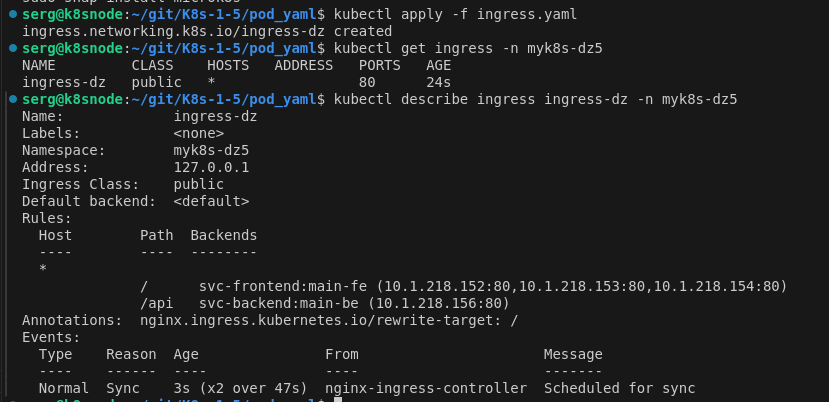 sudo snap install microk8s
serg@k8snode:~/git/K8s-1-5/pod_yaml$ kubectl apply -f ingress.yaml
ingress.networking.k8s.io/ingress-dz created
serg@k8snode:~/git/K8s-1-5/pod_yaml$ kubectl get ingress -n myk8s-dz5
NAME         CLASS    HOSTS   ADDRESS   PORTS   AGE
ingress-dz   public   *                 80      24s
serg@k8snode:~/git/K8s-1-5/pod_yaml$ kubectl describe ingress ingress-dz -n myk8s-dz5
Name:             ingress-dz
Labels:           <none>
Namespace:        myk8s-dz5
Address:          127.0.0.1
Ingress Class:    public
Default backend:  <default>
Rules:
  Host        Path  Backends
  ----        ----  --------
  *
              /      svc-frontend:main-fe (10.1.218.152:80,10.1.218.153:80,10.1.218.154:80)
              /api   svc-backend:main-be (10.1.218.156:80)
Annotations:  nginx.ingress.kubernetes.io/rewrite-target: /
Events:
  Type    Reason  Age                From                      Message
  ----    ------  ----               ----                      -------
  Normal  Sync    3s (x2 over 47s)  nginx-ingress-controller  Scheduled for sync